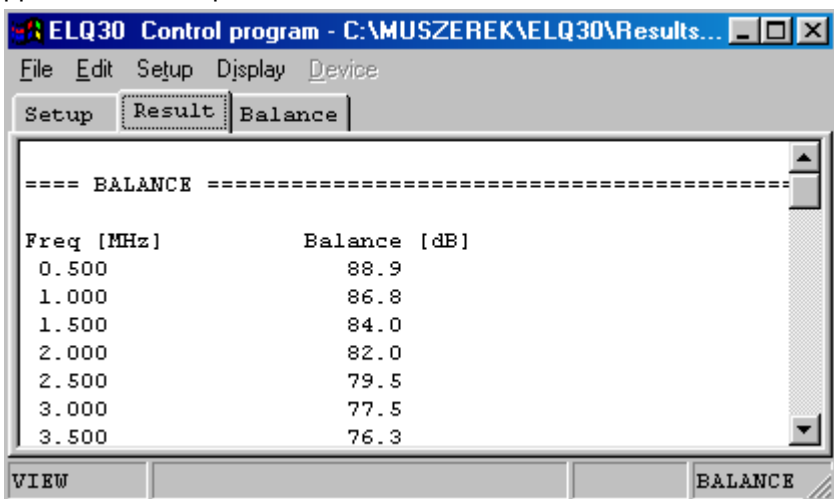 ELQ30 Control program - C:\MUSZEREK\ELQ30\Results...
File Edit Setup Display Device
Setup Result Balance
==== BALANCE ==========================================
Freq [MHz] Balance [dB]
0.500 88.9
1.000 86.8
1.500 84.0
2.000 82.0
2.500 79.5
3.000 77.5
3.500 76.3
VIEW BALANCE